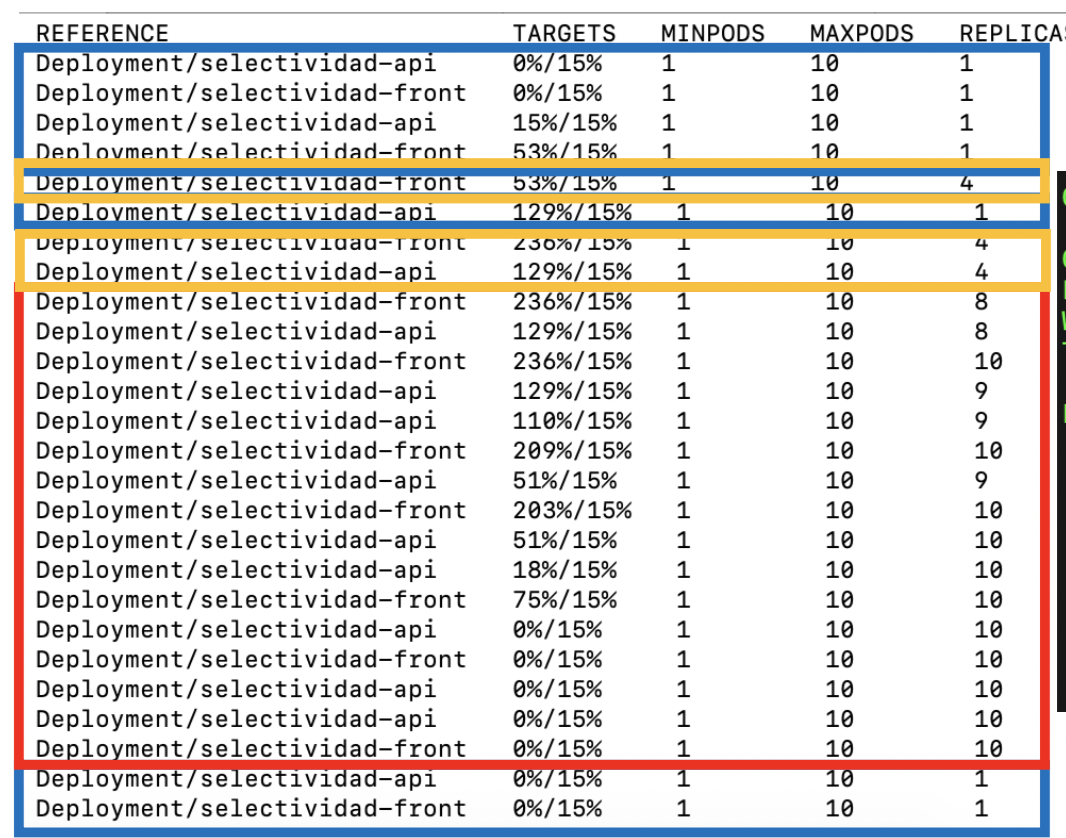 REFERENCE TARGETS MINPODS MAXPODS REPLICAS
Deployment/selectividad-api 0%/15% 1 10 1
Deployment/selectividad-front 0%/15% 1 10 1
Deployment/selectividad-api 15%/15% 1 10 1
Deployment/selectividad-front 53%/15% 1 10 1
Deployment/selectividad-front 53%/15% 1 10 4
Deployment/selectividad-api 129%/15% 1 10 1
Deployment/selectividad-front 236%/15% 1 10 4
Deployment/selectividad-api 129%/15% 1 10 4
Deployment/selectividad-front 236%/15% 1 10 8
Deployment/selectividad-api 129%/15% 1 10 8
Deployment/selectividad-front 236%/15% 1 10 10
Deployment/selectividad-api 129%/15% 1 10 9
Deployment/selectividad-api 110%/15% 1 10 9
Deployment/selectividad-front 209%/15% 1 10 10
Deployment/selectividad-api 51%/15% 1 10 9
Deployment/selectividad-front 203%/15% 1 10 10
Deployment/selectividad-api 51%/15% 1 10 10
Deployment/selectividad-api 18%/15% 1 10 10
Deployment/selectividad-front 75%/15% 1 10 10
Deployment/selectividad-api 0%/15% 1 10 10
Deployment/selectividad-front 0%/15% 1 10 10
Deployment/selectividad-api 0%/15% 1 10 10
Deployment/selectividad-api 0%/15% 1 10 10
Deployment/selectividad-front 0%/15% 1 10 10
Deployment/selectividad-api 0%/15% 1 10 1
Deployment/selectividad-front 0%/15% 1 10 1